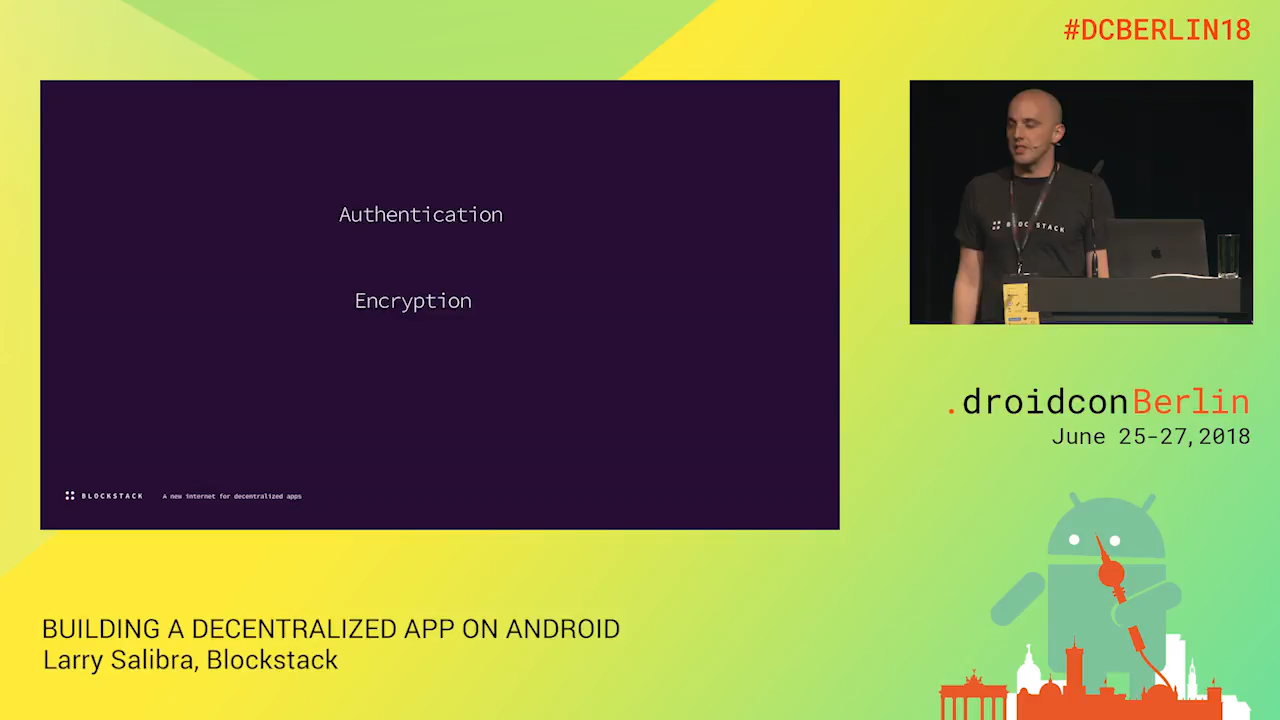 #DCBERLIN18
Authentication
Encryption
BLOCKSTACK A new internet for decentralized apps
BLOCKSTACK
.droidconBerlin
June 25-27,2018
BUILDING A DECENTRALIZED APP ON ANDROID
Larry Salibra, Blockstack